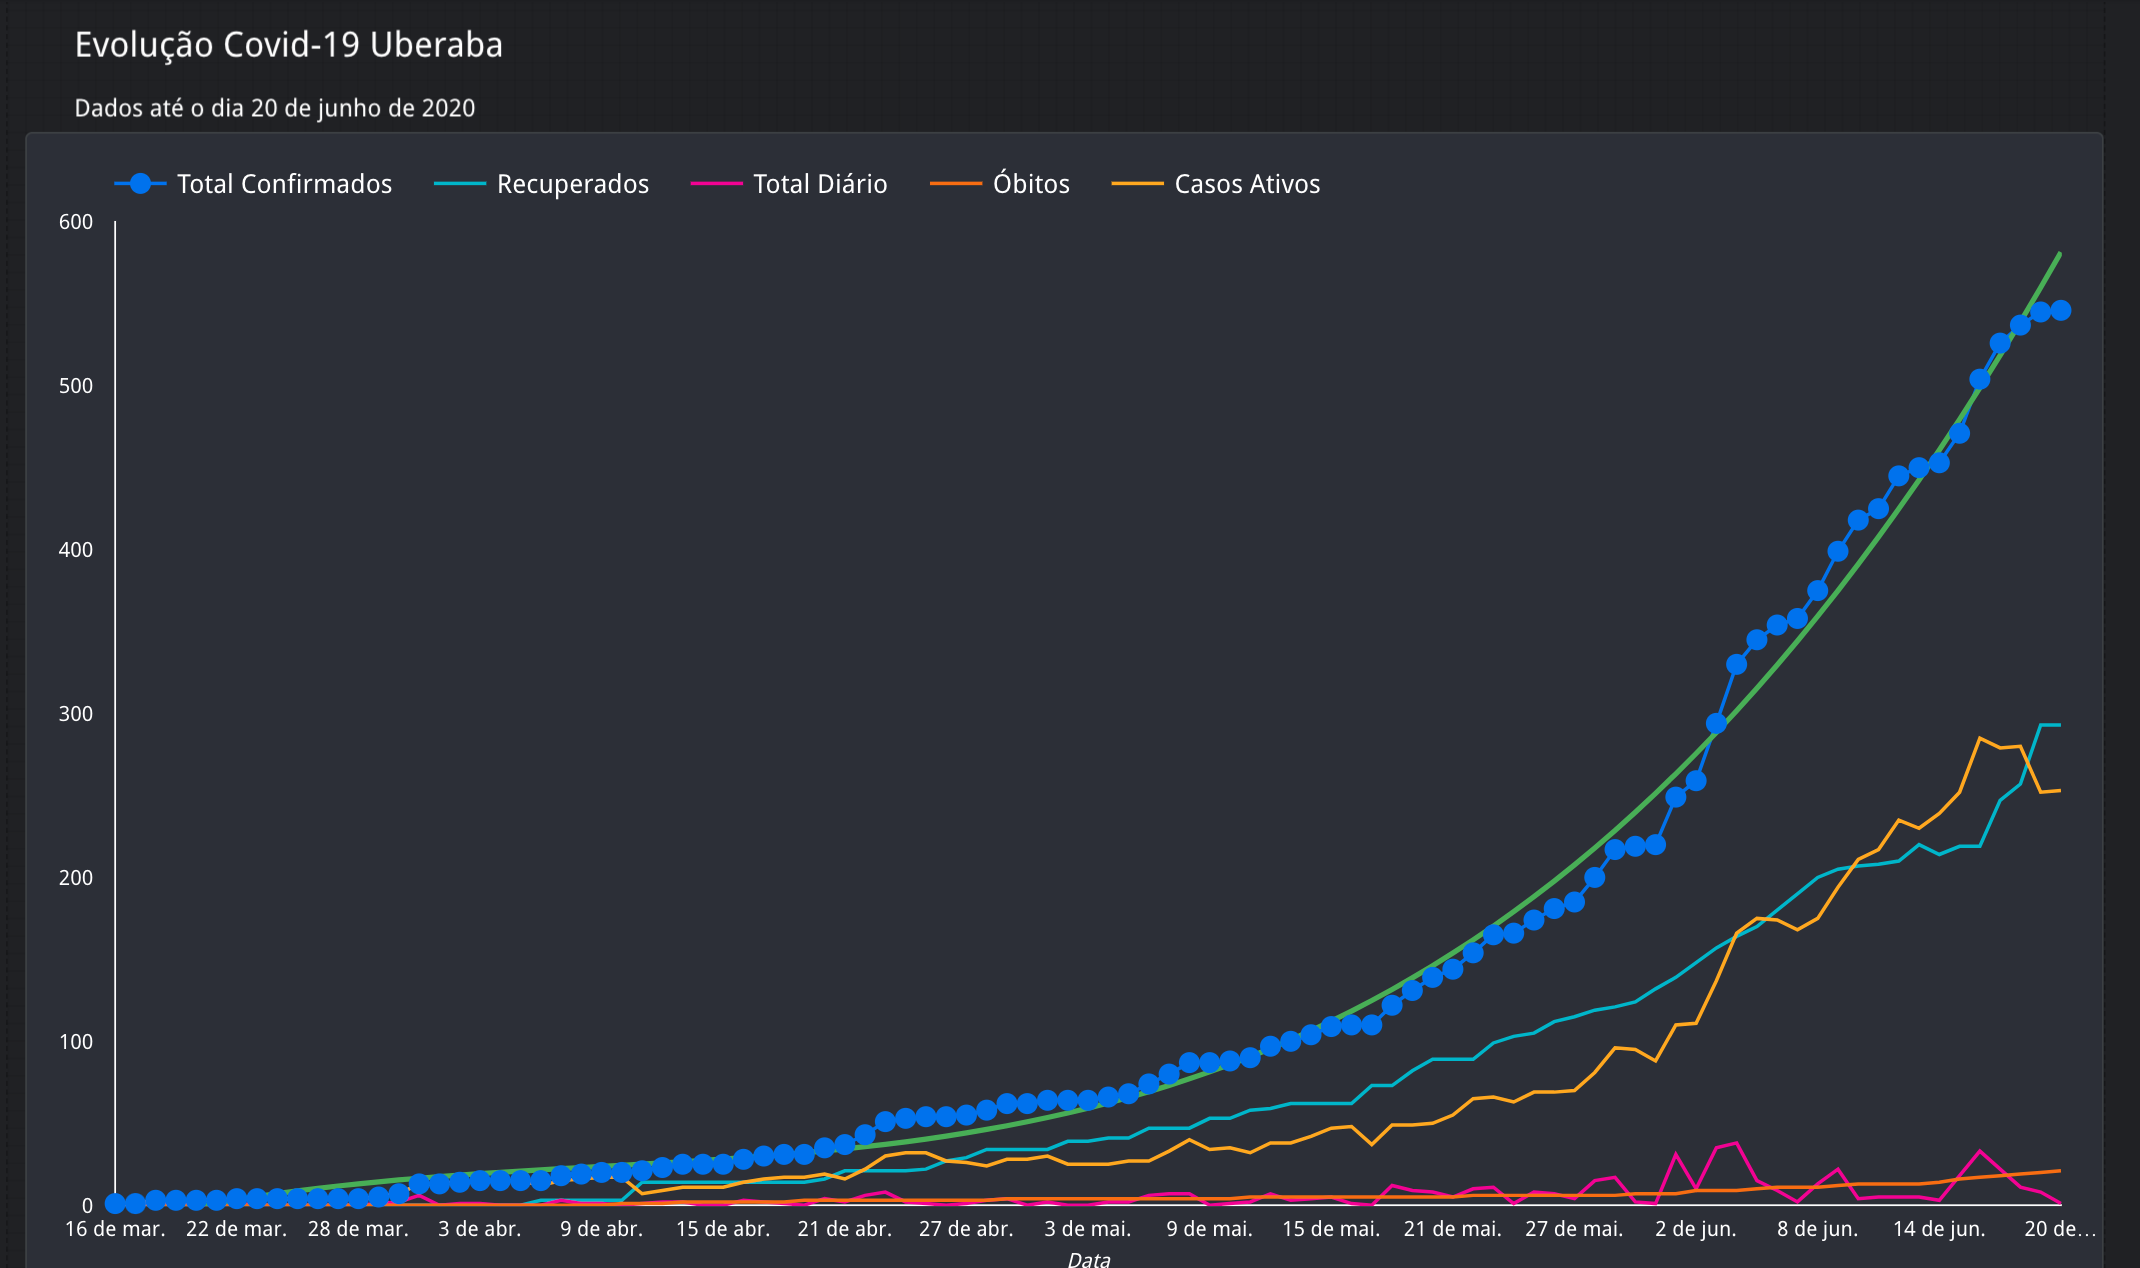 Evolução Covid-19 Uberaba
Dados até o dia 20 de junho de 2020
Total Confirmados Recuperados Total Diário Óbitos Casos Ativos
600
500
400
300
200
100
0
16 de mar. 22 de mar. 28 de mar. 3 de abr. 9 de abr. 15 de abr. 21 de abr. 27 de abr. 3 de mai. 9 de mai. 15 de mai. 21 de mai. 27 de mai. 2 de jun. 8 de jun. 14 de jun. 20 de…
Data